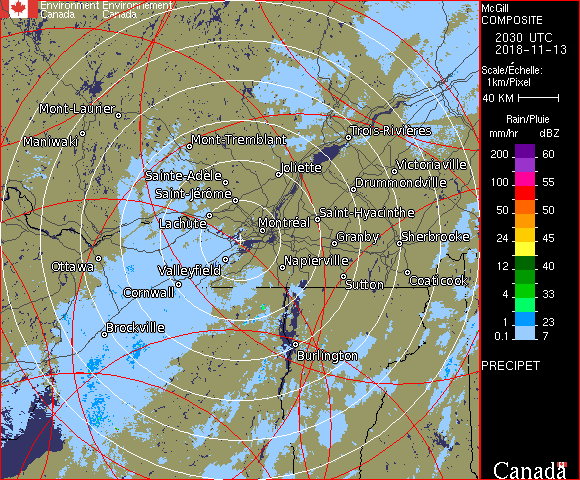 Environment Environnement
Canada Canada
McGill
COMPOSITE
2030 UTC
2018-11-13
Scale/Échelle:
1km/Pixel
40 KM
Rain/Pluie
mm/hr dBZ
200 60
150 57
100 55
50 53
24 45
12 40
4 33
1 23
0.1 7
PRECIPET
Canada
Mont-Laurier
Maniwaki
Mont-Tremblant
Trois-Rivières
Sainte-Adèle
Joliette
Victoriaville
Saint-Jérôme
Drummondville
Lachute
Saint-Hyacinthe
Montréal
Granby
Sherbrooke
Ottawa
Valleyfield
Napierville
Cornwall
Sutton
Coaticook
Brockville
Burlington